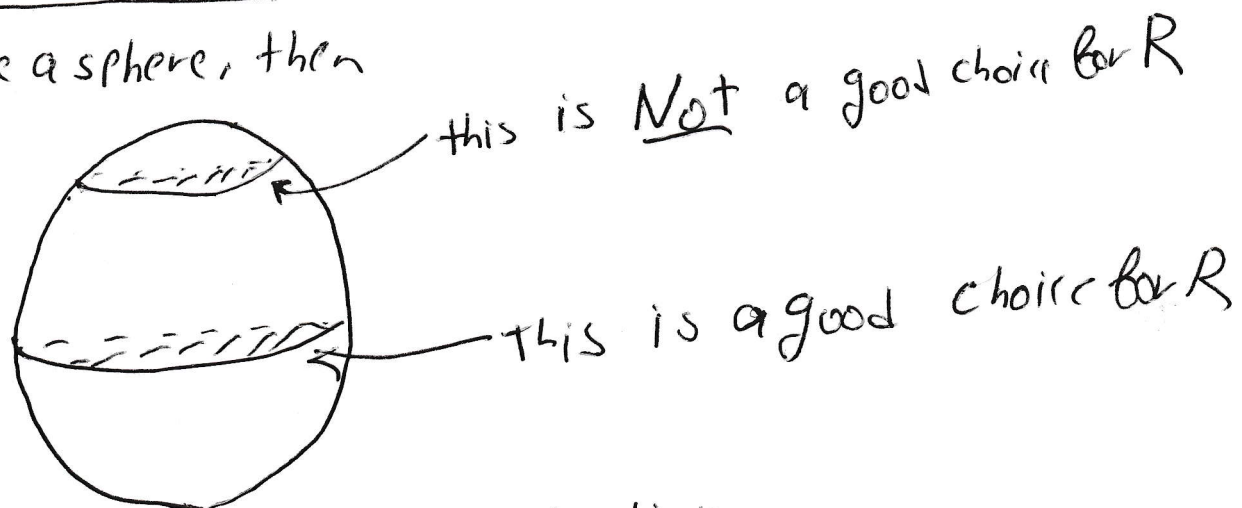 a sphere, then
this is Not a good choice for R
This is a good choice for R